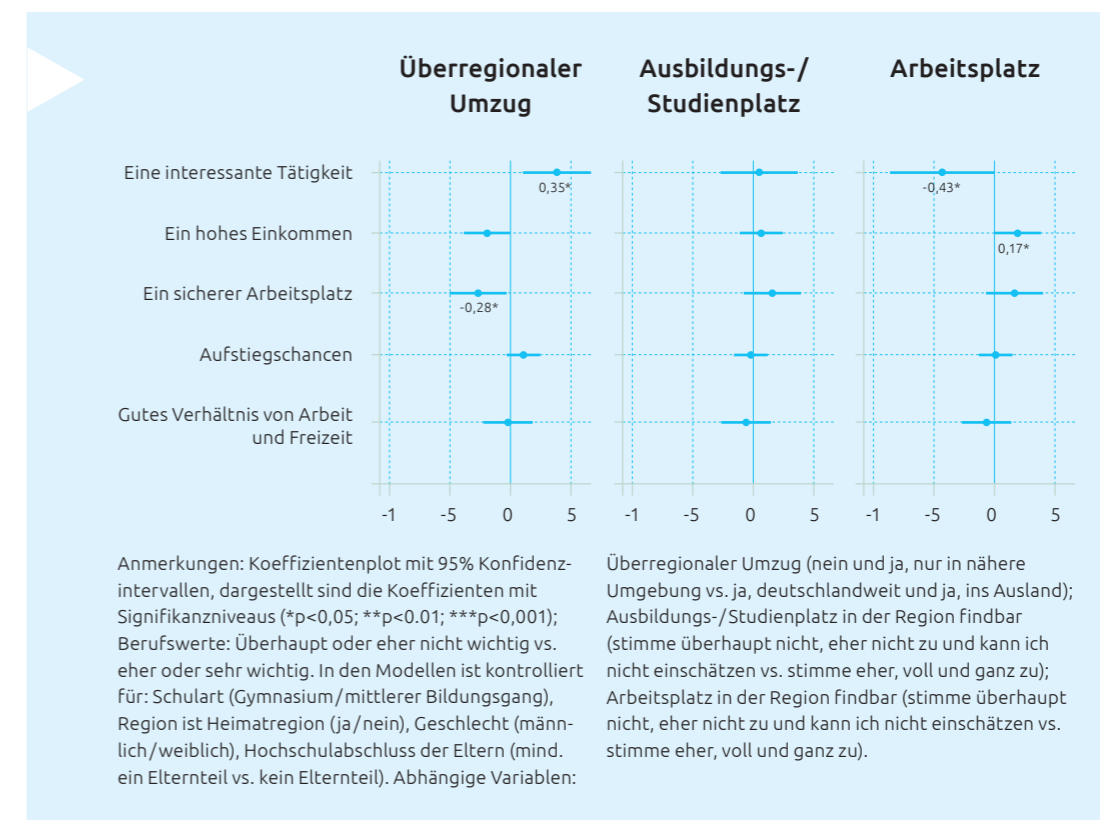 Überregionaler
Umzug
Ausbildungs-/
Studienplatz
Arbeitsplatz
Eine interessante Tätigkeit
0,35*
-0,43*
Ein hohes Einkommen
0,17*
Ein sicherer Arbeitsplatz
-0,28*
Aufstiegschancen
Gutes Verhältnis von Arbeit
und Freizeit
-1 -5 0 5
-1 -5 0 5
-1 -5 0 5
Anmerkungen: Koeffizientenplot mit 95% Konfidenz-
intervallen, dargestellt sind die Koeffizienten mit
Signifikanzniveaus (*p<0,05; **p<0.01; ***p<0,001);
Berufswerte: Überhaupt oder eher nicht wichtig vs.
eher oder sehr wichtig. In den Modellen ist kontrolliert
für: Schulart (Gymnasium/mittlerer Bildungsgang),
Region ist Heimatregion (ja/nein), Geschlecht (männ-
lich/weiblich), Hochschulabschluss der Eltern (mind.
ein Elternteil vs. kein Elternteil). Abhängige Variablen:
Überregionaler Umzug (nein und ja, nur in nähere
Umgebung vs. ja, deutschlandweit und ja, ins Ausland);
Ausbildungs-/Studienplatz in der Region findbar
(stimme überhaupt nicht, eher nicht zu und kann ich
nicht einschätzen vs. stimme eher, voll und ganz zu);
Arbeitsplatz in der Region findbar (stimme überhaupt
nicht, eher nicht zu und kann ich nicht einschätzen vs.
stimme eher, voll und ganz zu).